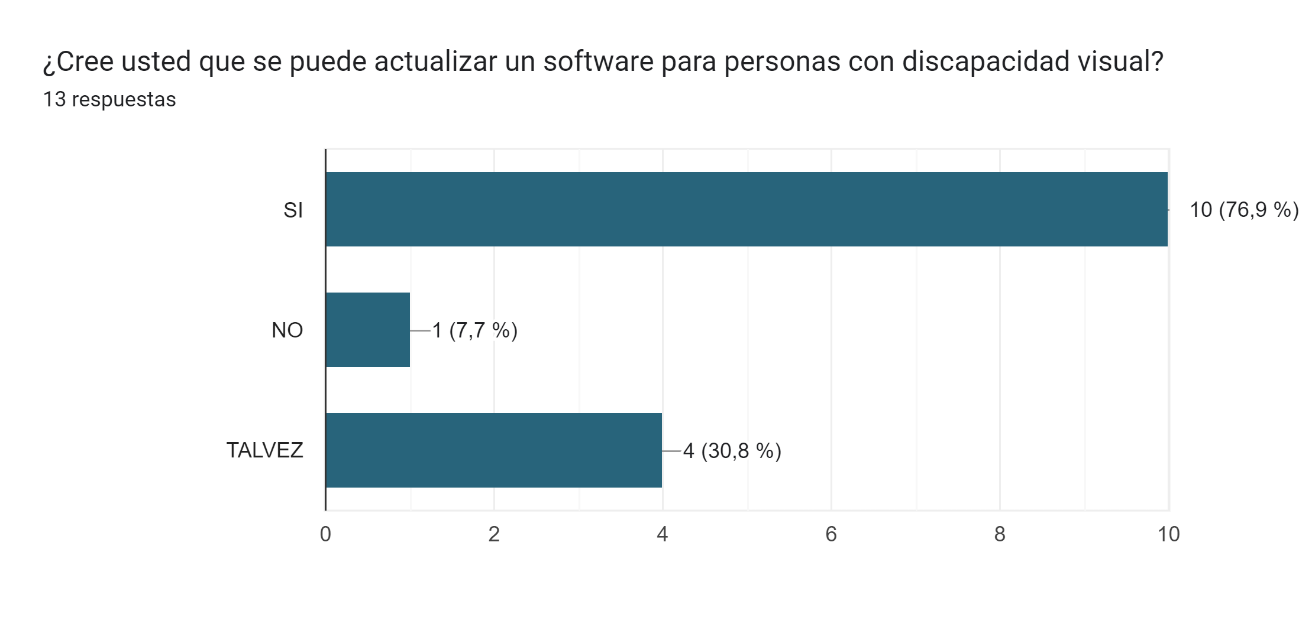 ¿Cree usted que se puede actualizar un software para personas con discapacidad visual?
13 respuestas
SI 10 (76,9 %)
NO 1 (7,7 %)
TALVEZ 4 (30,8 %)
0 2 4 6 8 10